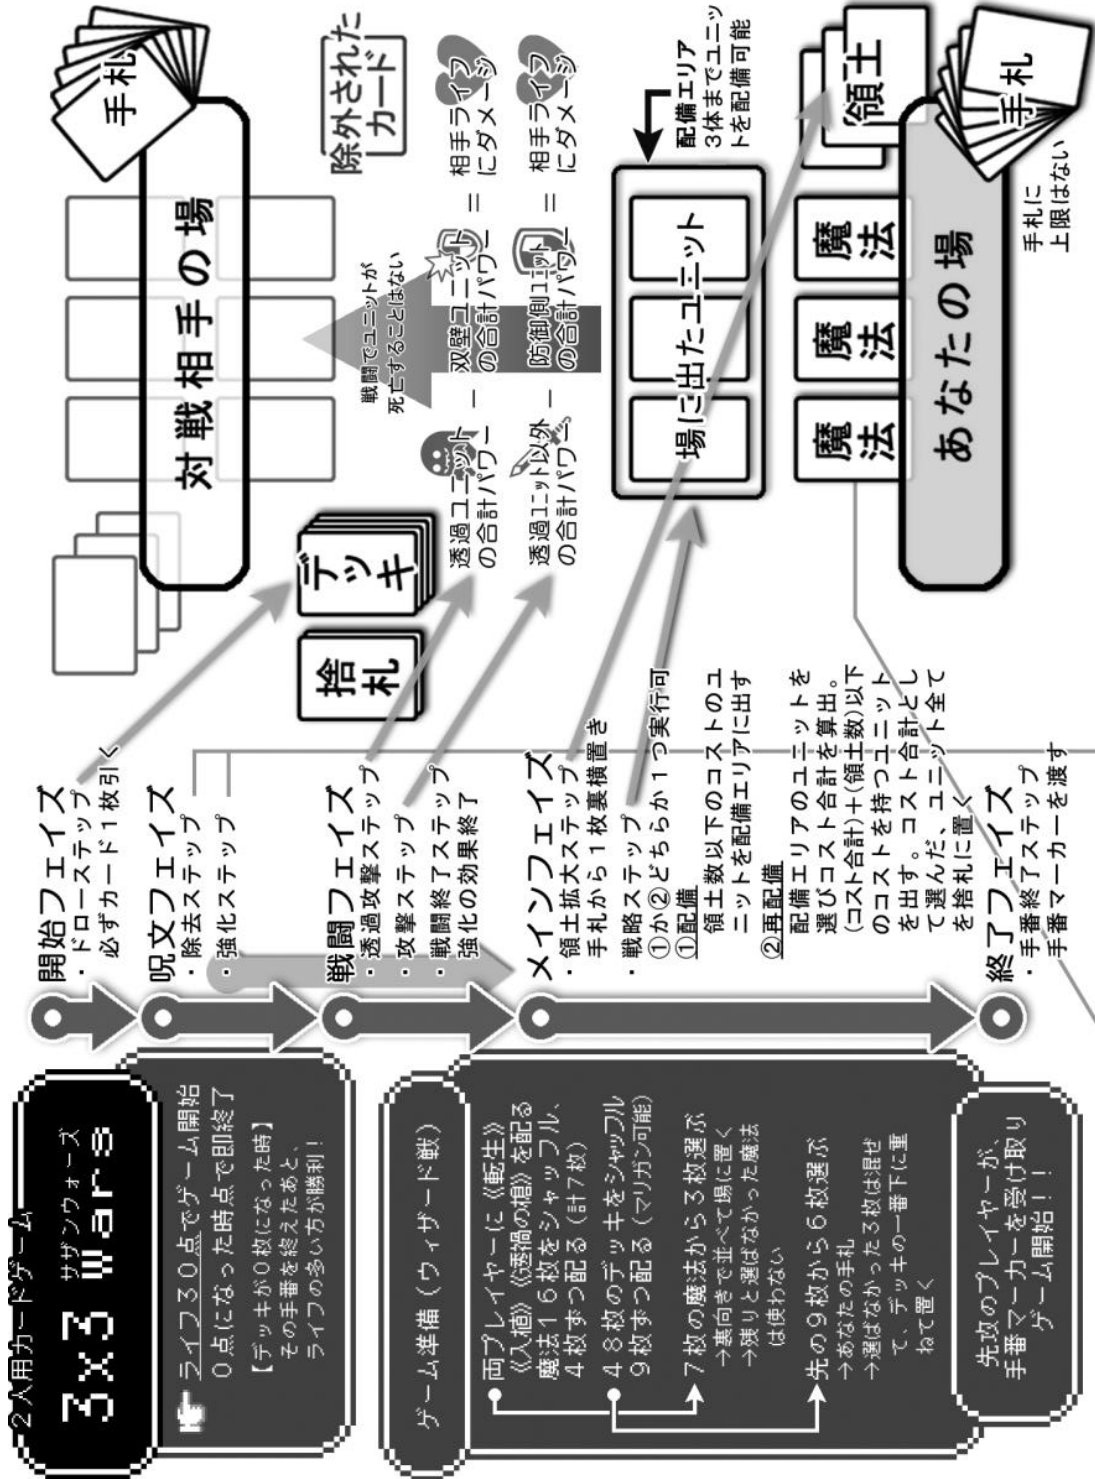 2人用カードゲーム
サザンウォーズ
3x3 Wars
ライフ30点でゲーム開始
0点になった時点で即終了
【デッキが0枚になった時】
その手番を終えたあと、
ライフの多い方が勝利!
ゲーム準備(ウィザード戦)
両プレイヤーに《転生》
《入植》《透禍の楔》を配る
魔法16枚をシャッフル、
4枚ずつ配る(計7枚)
48枚のデッキをシャッフル
9枚ずつ配る(マリガン可能)
7枚の魔法から3枚選ぶ
→裏向きで並べて場に置く
→残りと選ばなかった魔法
は使わない
先の9枚から6枚選ぶ
→あなたの手札
→選ばなかった3枚は混ぜ
て、デッキの一番下に重
ねて置く
先攻のプレイヤーが、
手番マーカーを受け取り
ゲーム開始!!
開始フェイズ
・ドローステップ
必ずカード1枚引く
呪文フェイズ
・除去ステップ
・強化ステップ
戦闘フェイズ
・透過攻撃ステップ
・攻撃ステップ
・戦闘終了ステップ
強化の効果終了
メインフェイズ
・領土拡大ステップ
手札から1枚裏横置き
・戦略ステップ
①か②どちらか1つ実行可
①配備
領土数以下のコストのユ
ニットを配備エリアに出す
②再配備
配備エリアのユニットを
選びコスト合計を算出。
(コスト合計)+(領土数)以下
のコストを持つユニット
を出す。コスト合計とし
て選んだ、ユニット全て
を捨札に置く
終了フェイズ
・手番終了ステップ
手番マーカーを渡す
対戦相手の場
手札
除外された
カード
デッキ
捨札
戦闘でユニットが
死亡することはない
透過ユニット
の合計パワー
－
双壁ユニット
の合計パワー
＝
相手ライフ
にダメージ
透過ユニット以外
の合計パワー
－
防御側ユニット
の合計パワー
＝
相手ライフ
にダメージ
場に出たユニット
配備エリア
3体までユニッ
トを配備可能
魔法
魔法
魔法
領土
あなたの場
手札
手札に
上限はない